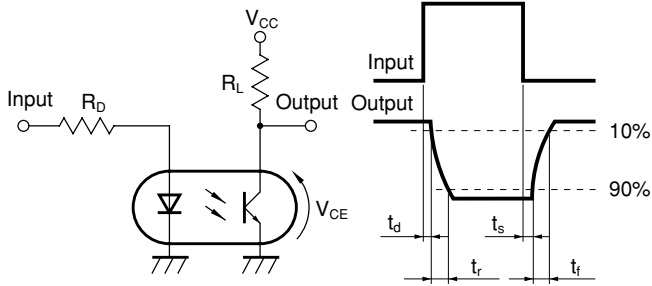 V_CC
R_L
Input
R_D
Output
V_CE
Input
Output
10%
90%
t_d
t_s
t_r
t_f